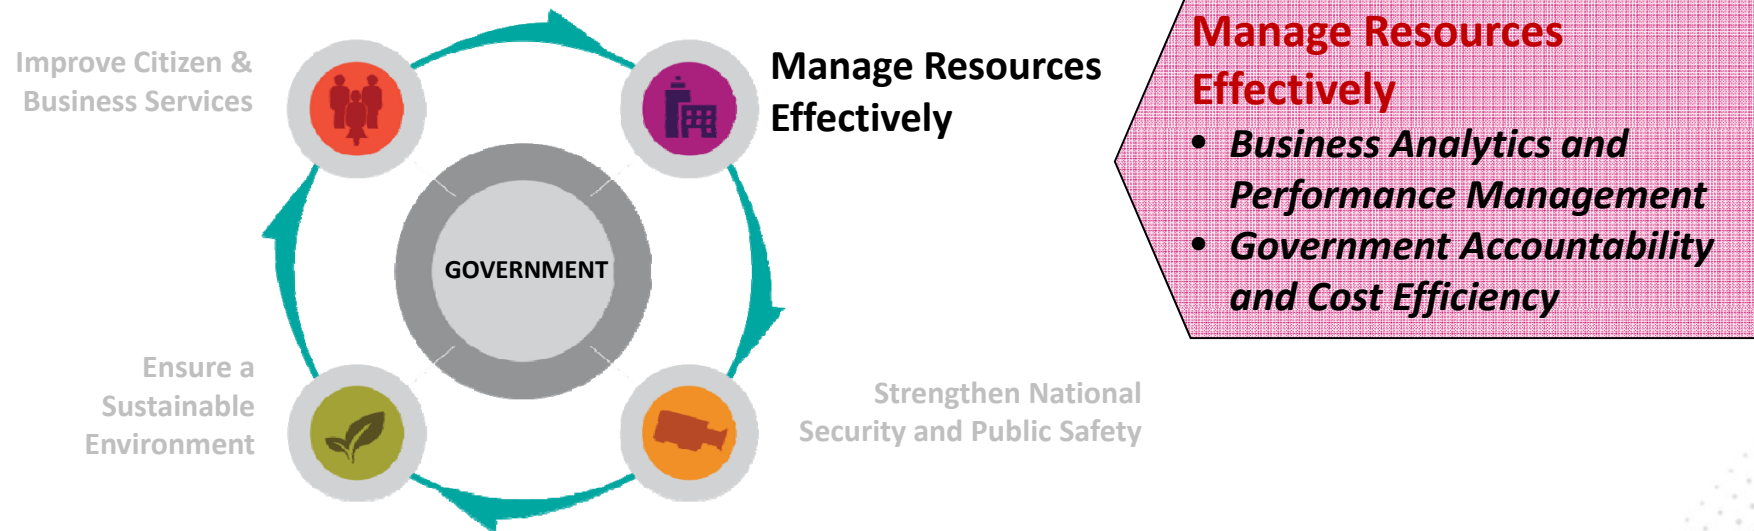 Improve Citizen &
Business Services
Manage Resources
Effectively
GOVERNMENT
Ensure a
Sustainable
Environment
Strengthen National
Security and Public Safety
Manage Resources
Effectively
• Business Analytics and
Performance Management
• Government Accountability
and Cost Efficiency